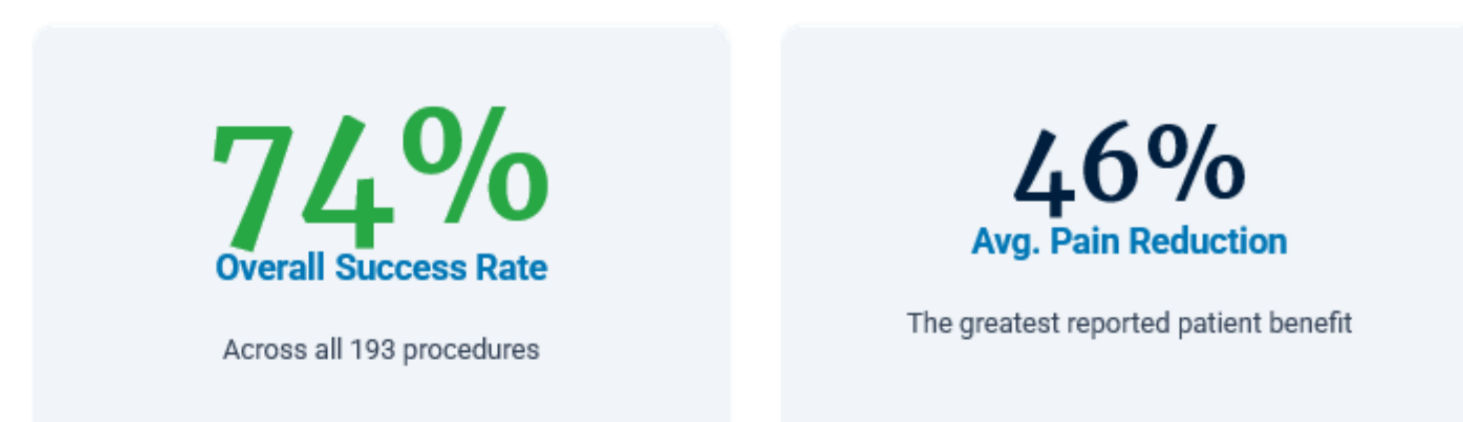 74%
Overall Success Rate
Across all 193 procedures
46%
Avg. Pain Reduction
The greatest reported patient benefit